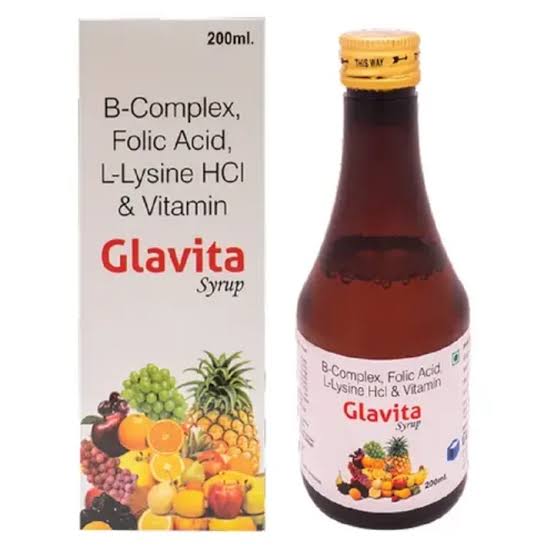 200ml.
B-Complex,
Folic Acid,
L-Lysine HCl
& Vitamin
Glavita
Syrup
THIS WAY
B-Complex, Folic Acid,
L-Lysine Hcl & Vitamin
Glavita
Syrup
200ml.